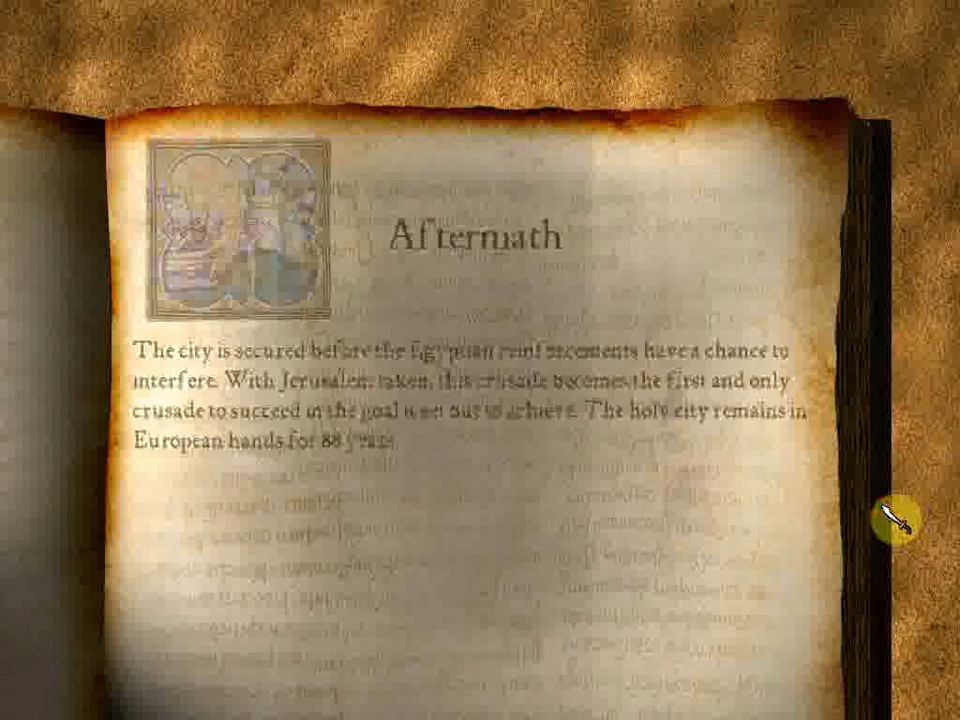 Aftermath
The city is secured before the Egyptian reinforcements have a chance to
interfere. With Jerusalem taken, this crusade becomes the first and only
crusade to succeed in the goal it set out to achieve. The holy city remains in
European hands for 88 years.